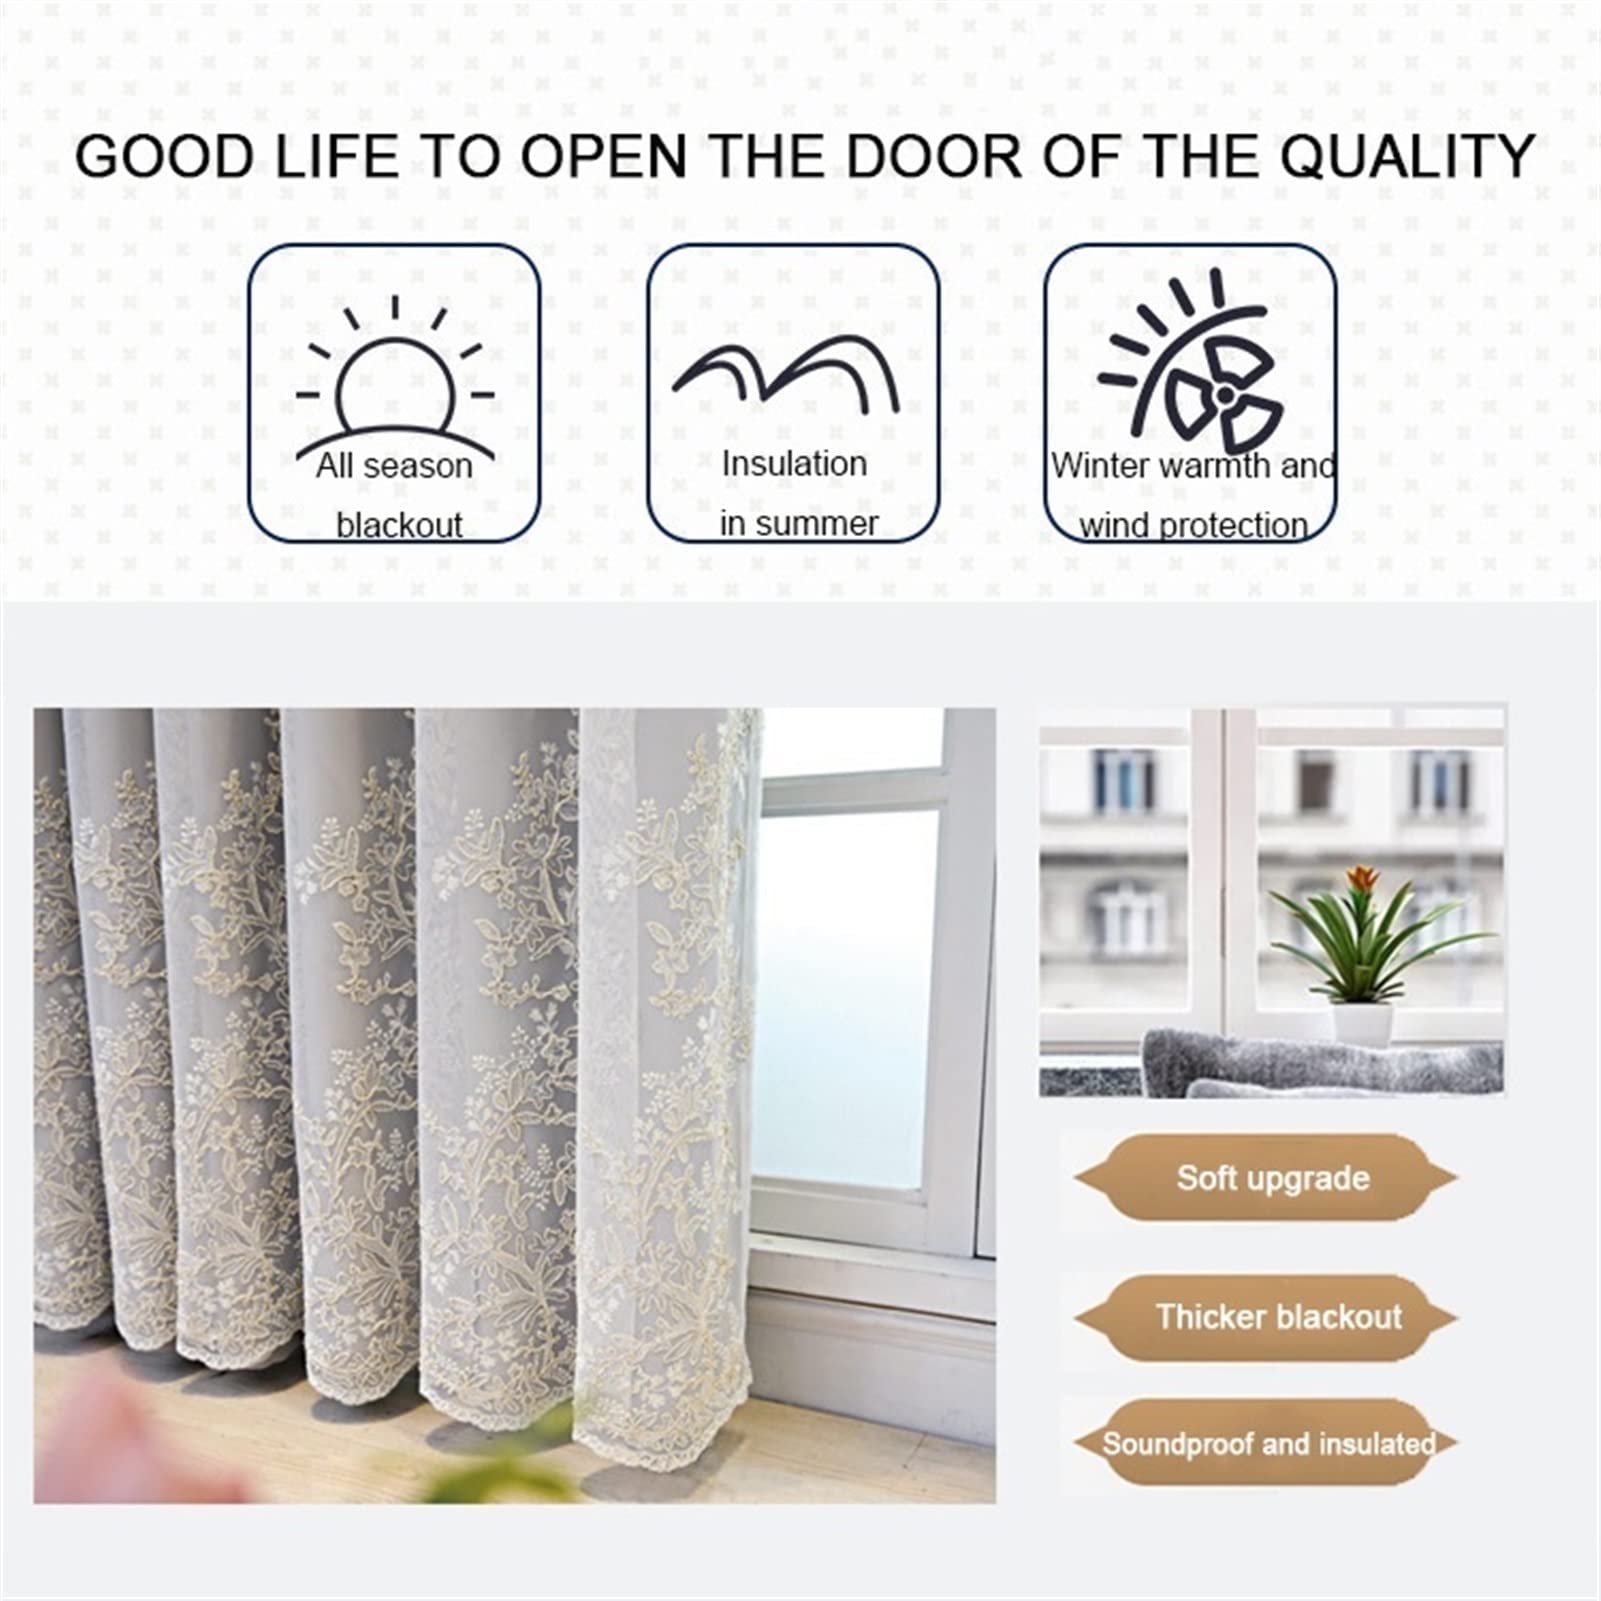 GOOD LIFE TO OPEN THE DOOR OF THE QUALITY
All season
blackout
Insulation
in summer
Winter warmth and
wind protection
Soft upgrade
Thicker blackout
Soundproof and insulated